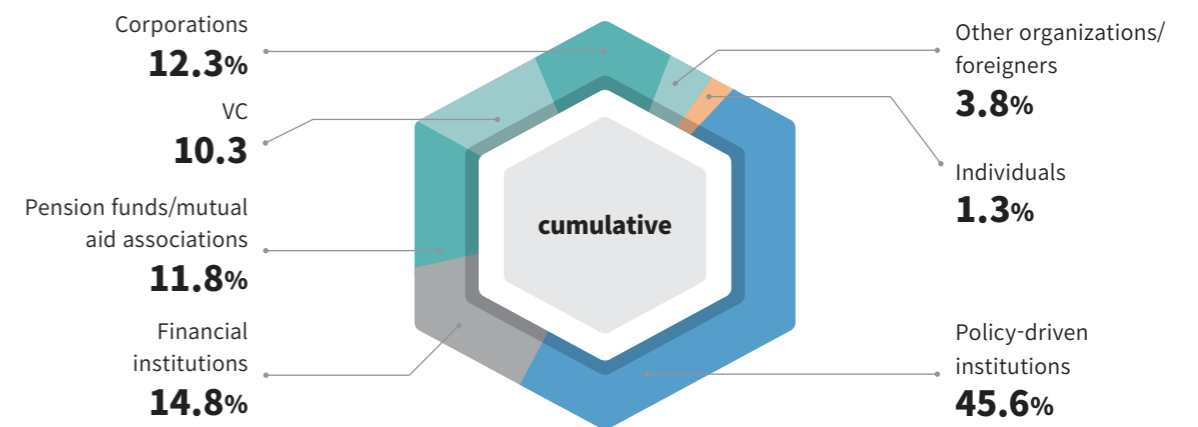 Corporations
12.3%
VC
10.3
Pension funds/mutual
aid associations
11.8%
Financial
institutions
14.8%
cumulative
Other organizations/
foreigners
3.8%
Individuals
1.3%
Policy-driven
institutions
45.6%